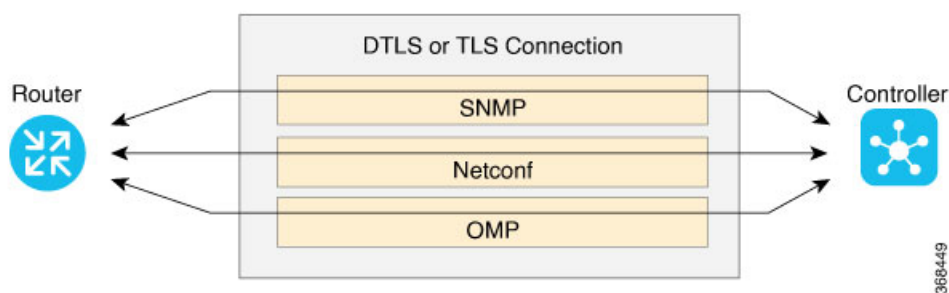 DTLS or TLS Connection
Router
Controller
SNMP
Netconf
OMP
368449